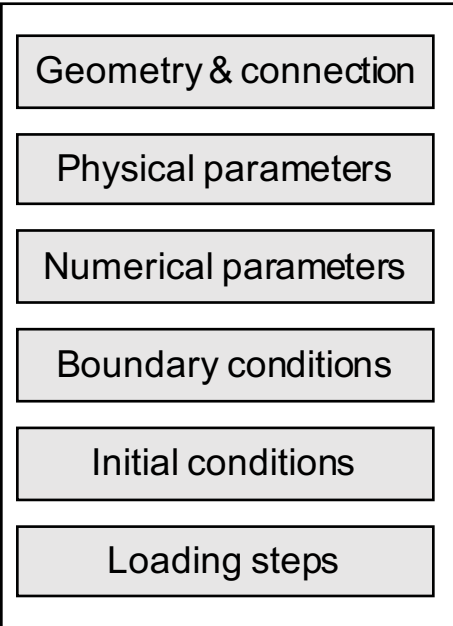 Geometry & connection
Physical parameters
Numerical parameters
Boundary conditions
Initial conditions
Loading steps